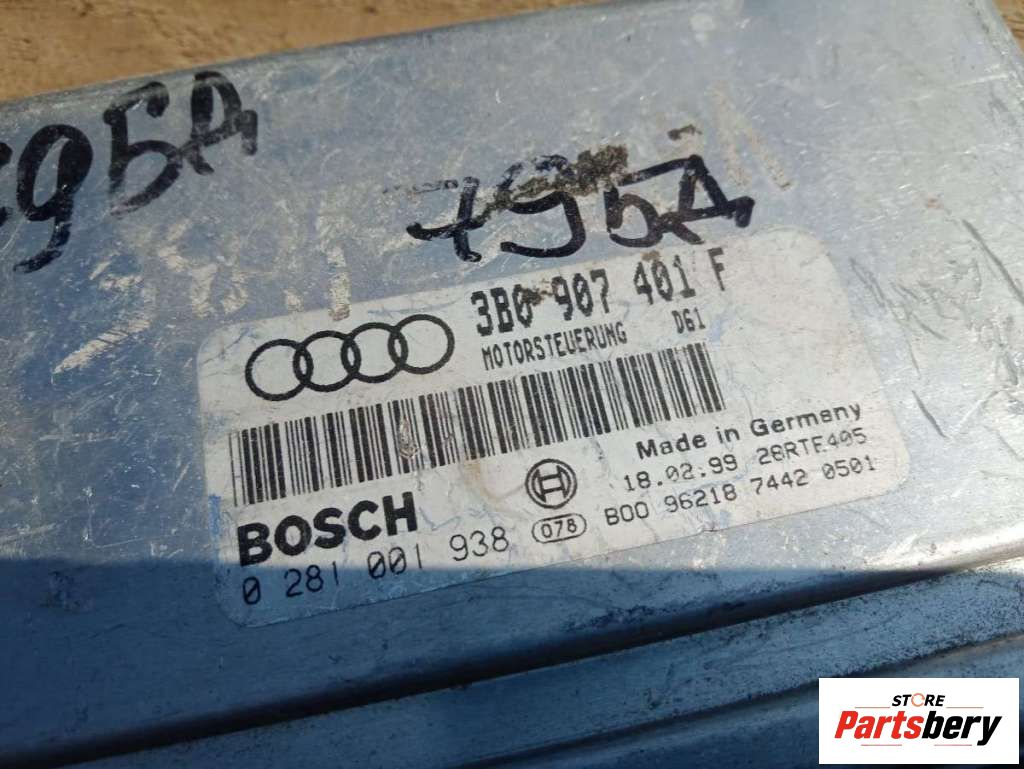 795Д
3B0 907 401 F
MOTORSTEUERUNG D61
Made in Germany
18.02.99 28RTE405
BOSCH
078 B00 96218 7442 0501
0 281 001 938
STORE
Partsbery